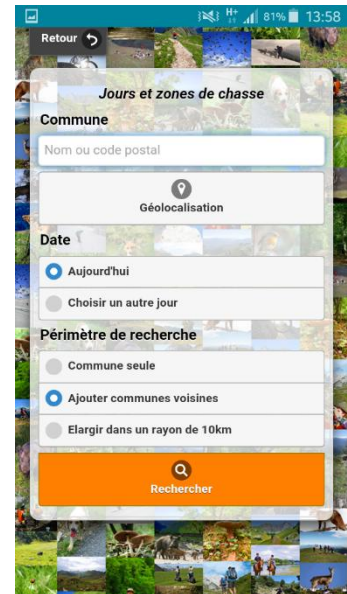 H+ 81% 13:58
Retour
Jours et zones de chasse
Commune
Nom ou code postal
Géolocalisation
Date
Aujourd'hui
Choisir un autre jour
Périmètre de recherche
Commune seule
Ajouter communes voisines
Elargir dans un rayon de 10km
Rechercher